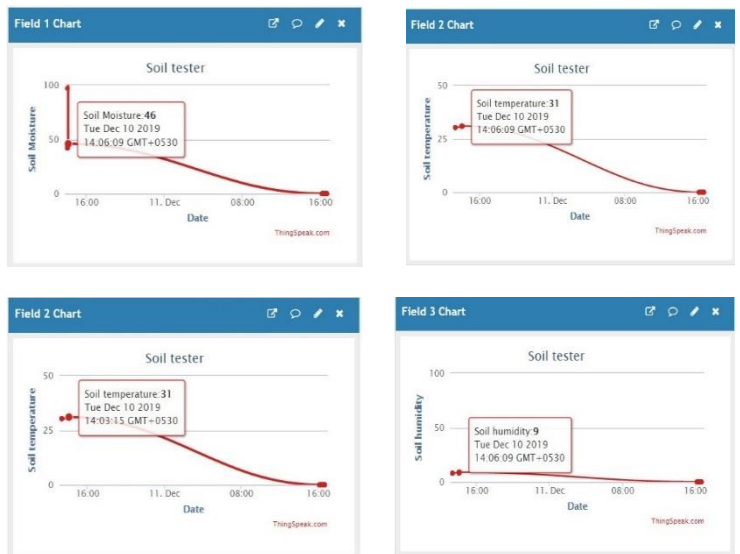 Field 1 Chart
Soil tester
100
50
0
Soil Moisture
Soil Moisture:46
Tue Dec 10 2019
14:06:09 GMT+0530
16:00
11. Dec
08:00
16:00
Date
ThingSpeak.com
Field 2 Chart
Soil tester
50
25
0
Soil temperature
Soil temperature:31
Tue Dec 10 2019
14:06:09 GMT+0530
16:00
11. Dec
08:00
16:00
Date
ThingSpeak.com
Field 2 Chart
Soil tester
50
25
0
Soil temperature
Soil temperature:31
Tue Dec 10 2019
14:03:15 GMT+0530
16:00
11. Dec
08:00
16:00
Date
ThingSpeak.com
Field 3 Chart
Soil tester
100
50
0
Soil humidity
Soil humidity:9
Tue Dec 10 2019
14:06:09 GMT+0530
16:00
11. Dec
08:00
16:00
Date
ThingSpeak.com